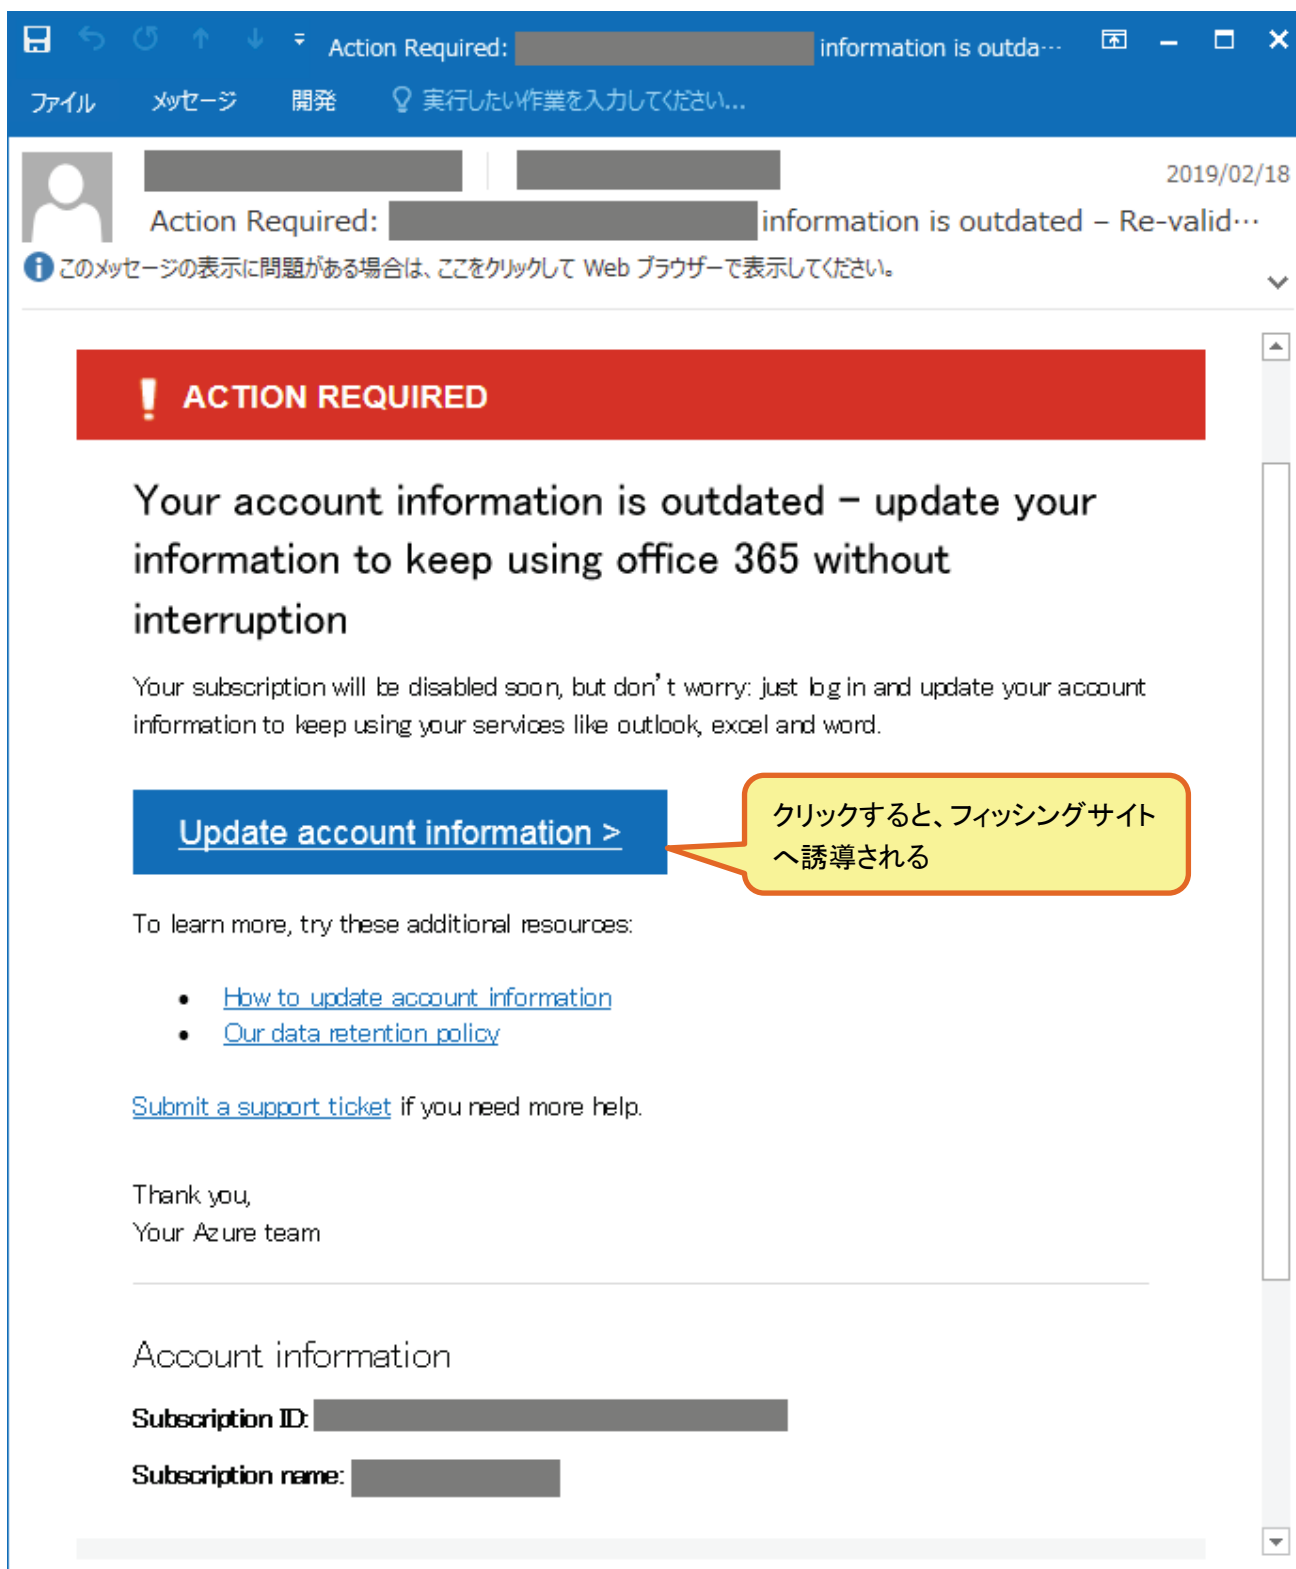 Action Required: information is outda…
ファイル メッセージ 開発 実行したい作業を入力してください...
2019/02/18
Action Required: information is outdated – Re-valid…
このメッセージの表示に問題がある場合は、ここをクリックして Web ブラウザーで表示してください。
ACTION REQUIRED
Your account information is outdated – update your
information to keep using office 365 without
interruption
Your subscription will be disabled soon, but don't worry: just log in and update your account
information to keep using your services like outlook, excel and word.
Update account information >
クリックすると、フィッシングサイト
へ誘導される
To learn more, try these additional resources:
• How to update account information
• Our data retention policy
Submit a support ticket if you need more help.
Thank you,
Your Azure team
Account information
Subscription ID:
Subscription name: